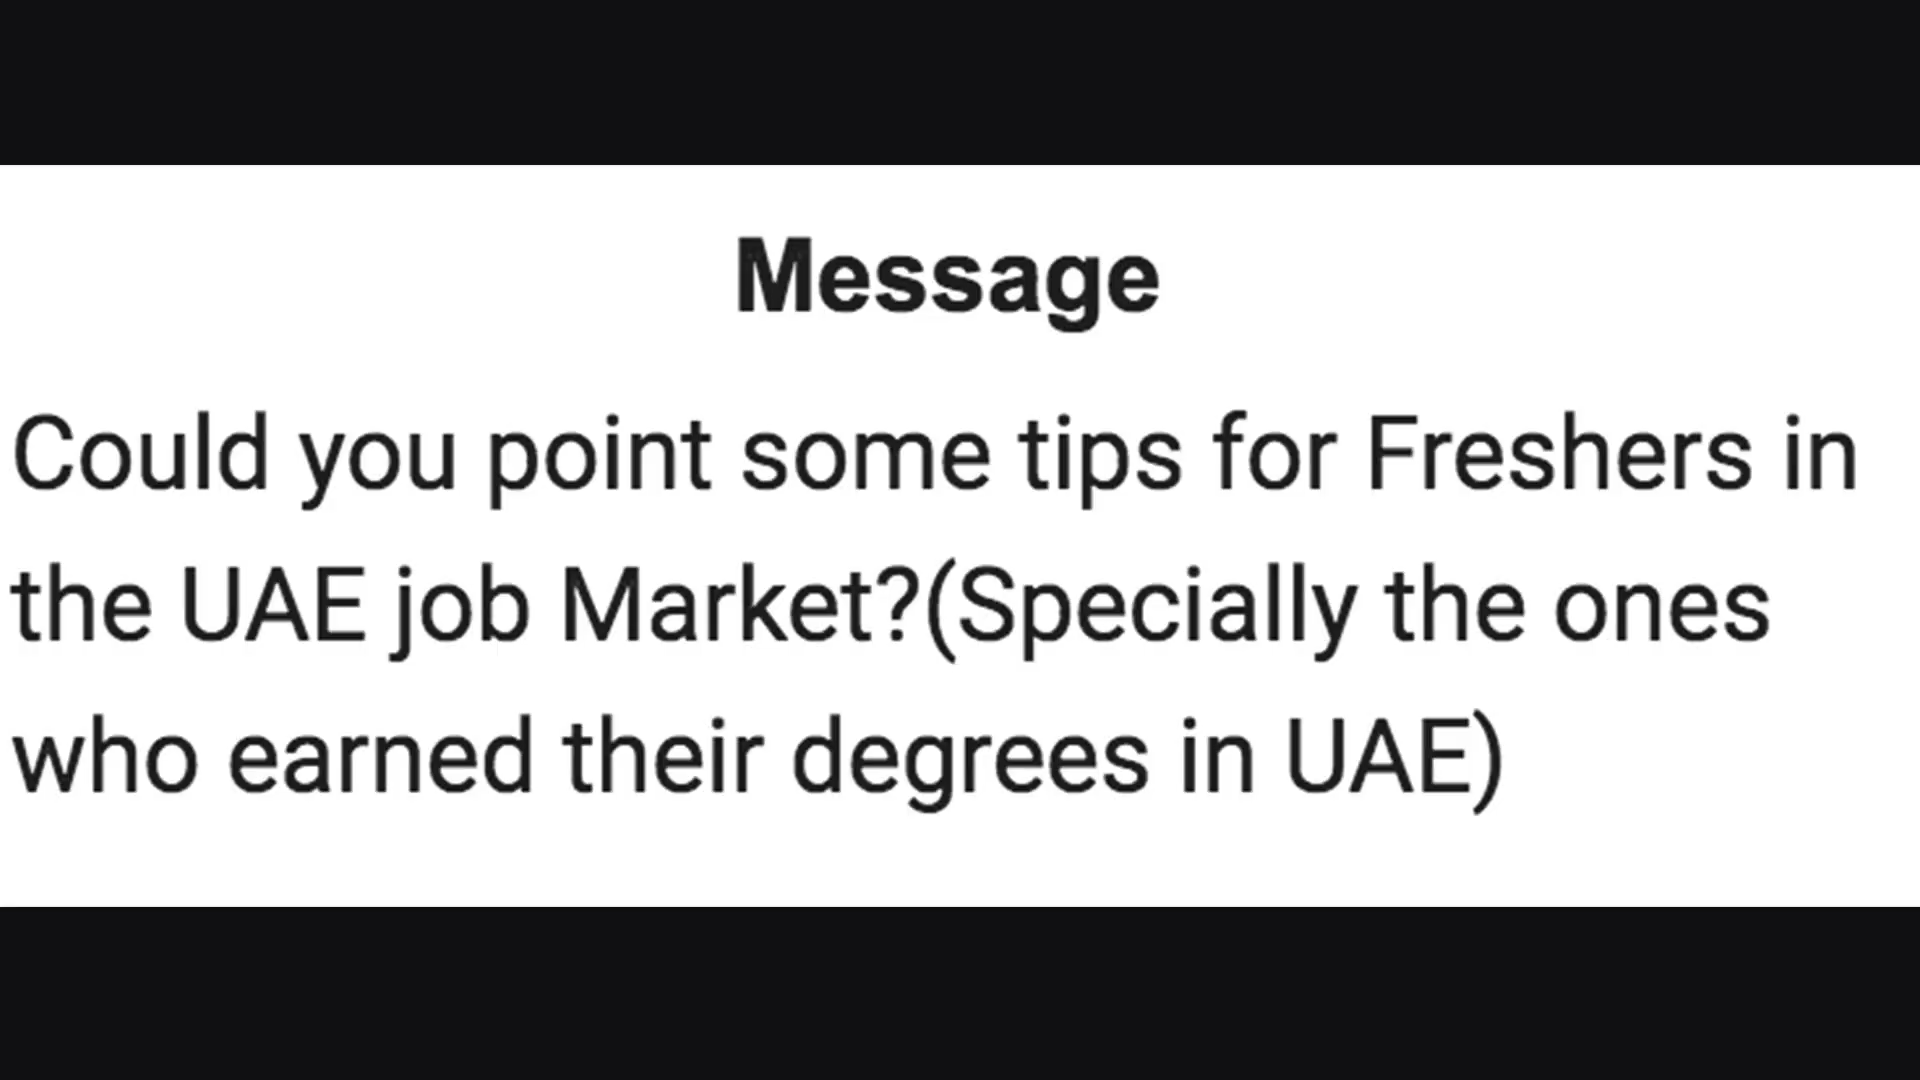 Message
Could you point some tips for Freshers in
the UAE job Market?(Specially the ones
who earned their degrees in UAE)